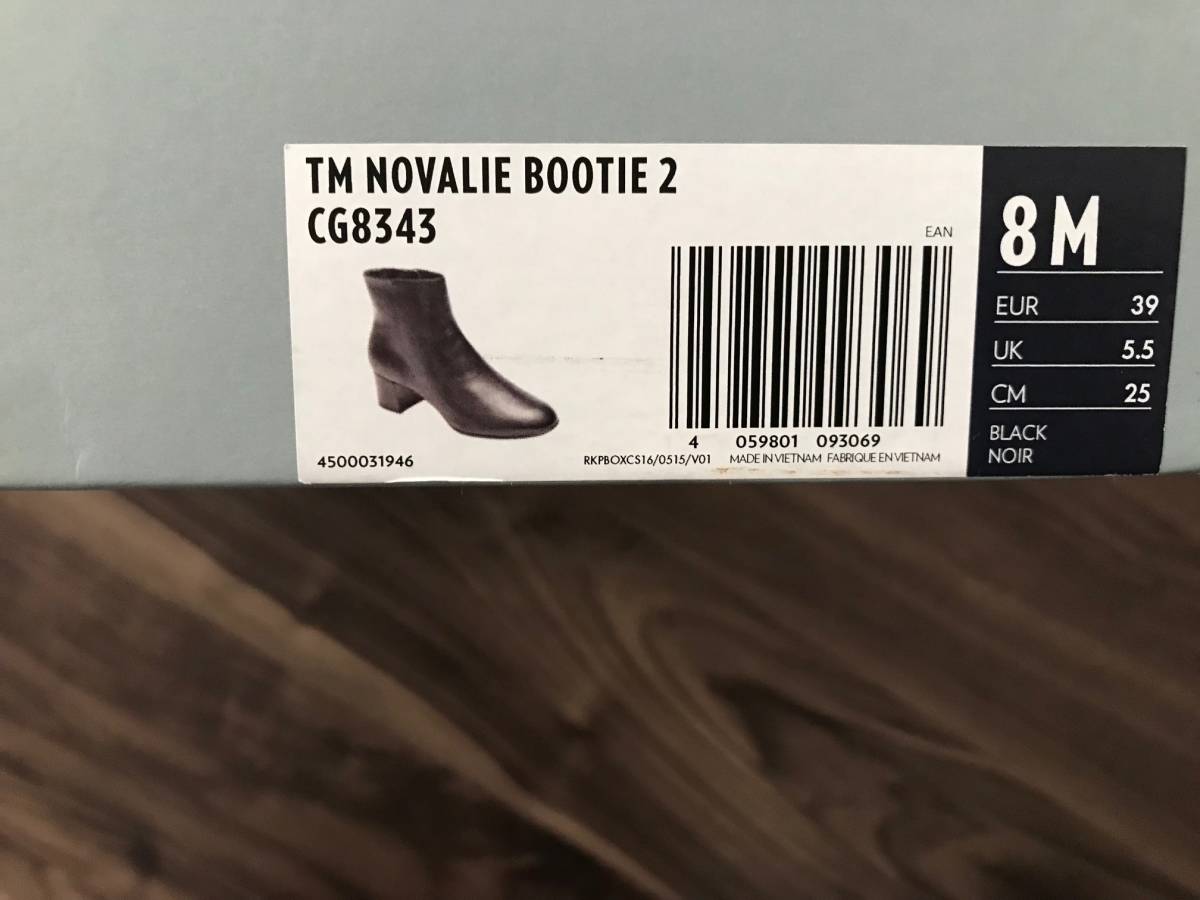 TM NOVALIE BOOTIE 2
CG8343
EAN
4 059801 093069
4500031946
RKPBOXCS16/0515/V01 MADE IN VIETNAM FABRIQUE EN VIETNAM
8 M
EUR 39
UK 5.5
CM 25
BLACK
NOIR